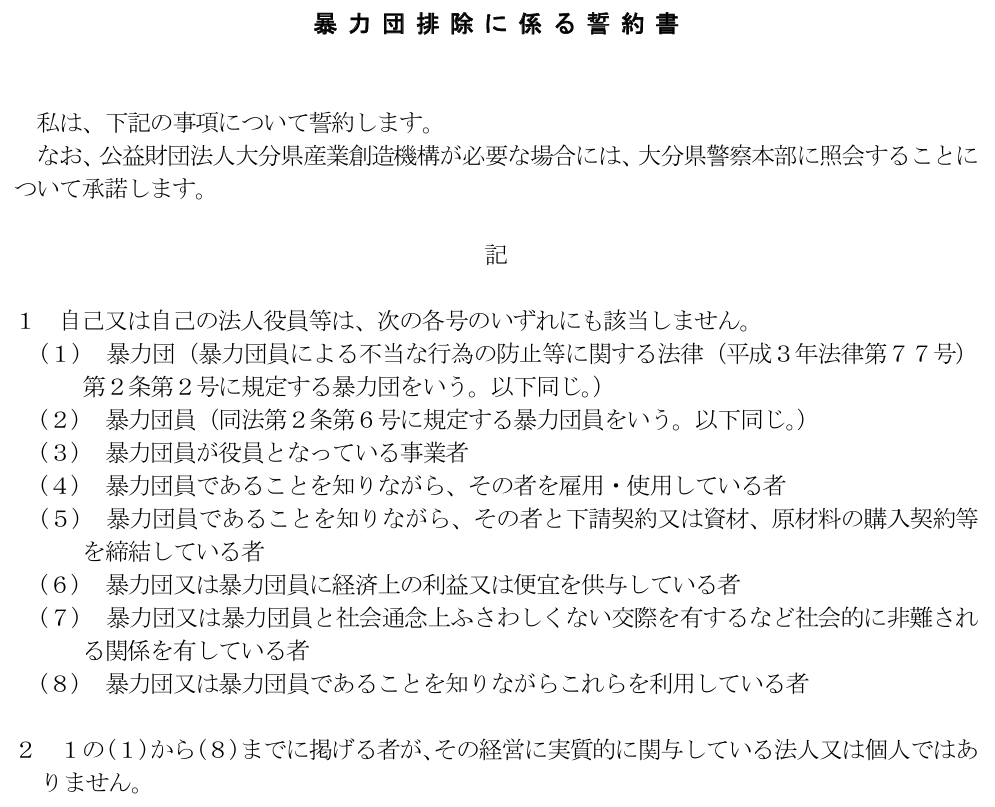 暴力団排除に係る誓約書
私は、下記の事項について誓約します。
なお、公益財団法人大分県産業創造機構が必要な場合には、大分県警察本部に照会することに
ついて承諾します。
記
１　自己又は自己の法人役員等は、次の各号のいずれにも該当しません。
（１）　暴力団（暴力団員による不当な行為の防止等に関する法律（平成３年法律第７７号）
第２条第２号に規定する暴力団をいう。以下同じ。）
（２）　暴力団員（同法第２条第６号に規定する暴力団員をいう。以下同じ。）
（３）　暴力団員が役員となっている事業者
（４）　暴力団員であることを知りながら、その者を雇用・使用している者
（５）　暴力団員であることを知りながら、その者と下請契約又は資材、原材料の購入契約等
を締結している者
（６）　暴力団又は暴力団員に経済上の利益又は便宜を供与している者
（７）　暴力団又は暴力団員と社会通念上ふさわしくない交際を有するなど社会的に非難され
る関係を有している者
（８）　暴力団又は暴力団員であることを知りながらこれらを利用している者
２　１の（１）から（８）までに掲げる者が、その経営に実質的に関与している法人又は個人ではあ
りません。